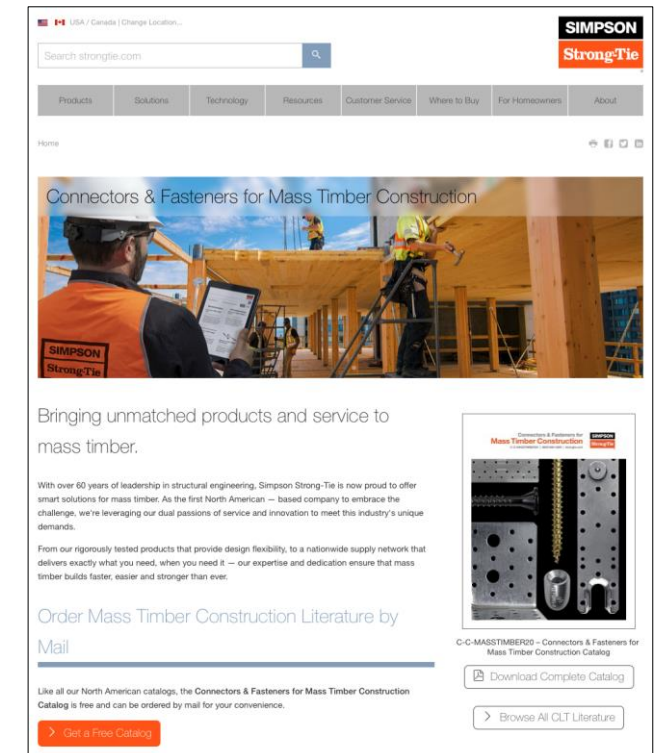 USA / Canada | Change Location...
Search strongtie.com
SIMPSON
Strong-Tie
Products Solutions Technology Resources Customer Service Where to Buy For Homeowners About
Home
Connectors & Fasteners for Mass Timber Construction
SIMPSON
Strong-Tie
Bringing unmatched products and service to
mass timber.
With over 60 years of leadership in structural engineering, Simpson Strong-Tie is now proud to offer
smart solutions for mass timber. As the first North American — based company to embrace the
challenge, we're leveraging our dual passions of service and innovation to meet this industry's unique
demands.
From our rigorously tested products that provide design flexibility, to a nationwide supply network that
delivers exactly what you need, when you need it — our expertise and dedication ensure that mass
timber builds faster, easier and stronger than ever.
Order Mass Timber Construction Literature by
Mail
Like all our North American catalogs, the Connectors & Fasteners for Mass Timber Construction
Catalog is free and can be ordered by mail for your convenience.
Get a Free Catalog
Connectors & Fasteners for
Mass Timber Construction
SIMPSON
Strong-Tie
C-C-MASSTIMBER20 – Connectors & Fasteners for
Mass Timber Construction Catalog
Download Complete Catalog
Browse All CLT Literature